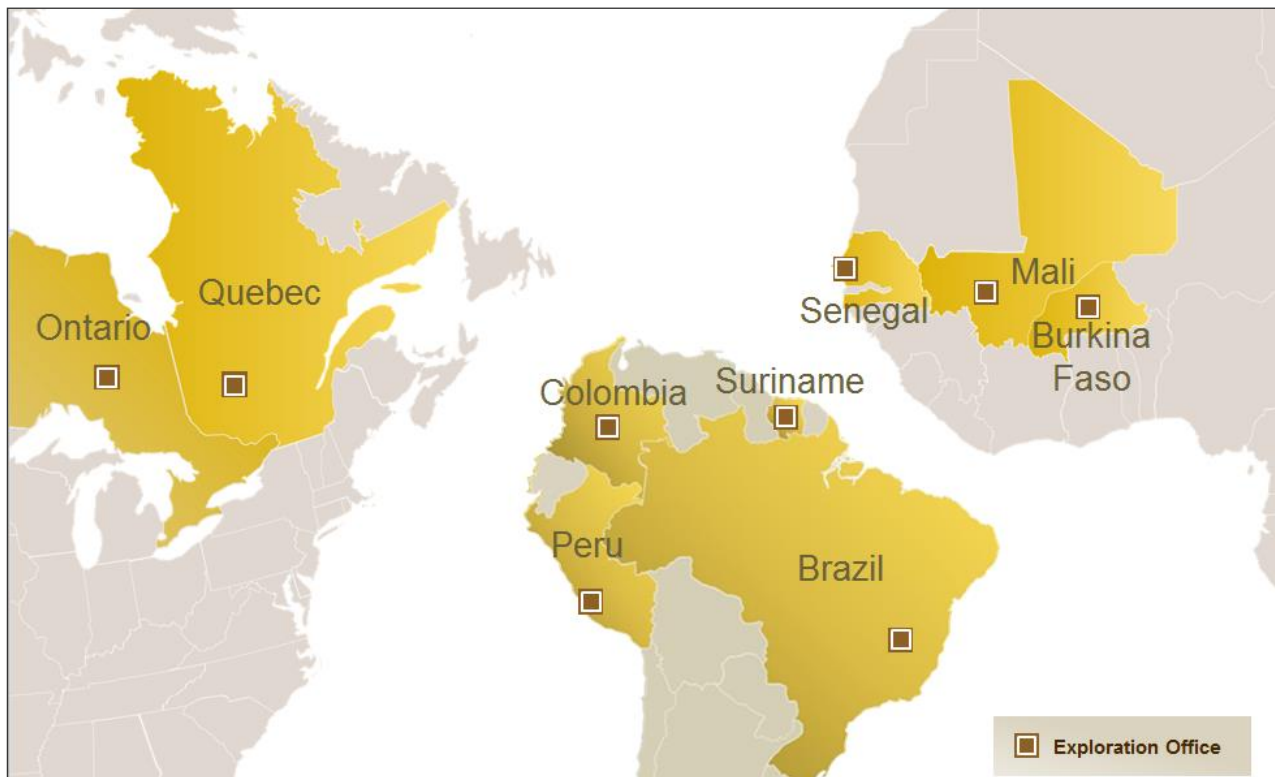 Quebec
Ontario
Mali
Senegal
Burkina
Faso
Suriname
Colombia
Peru
Brazil
Exploration Office